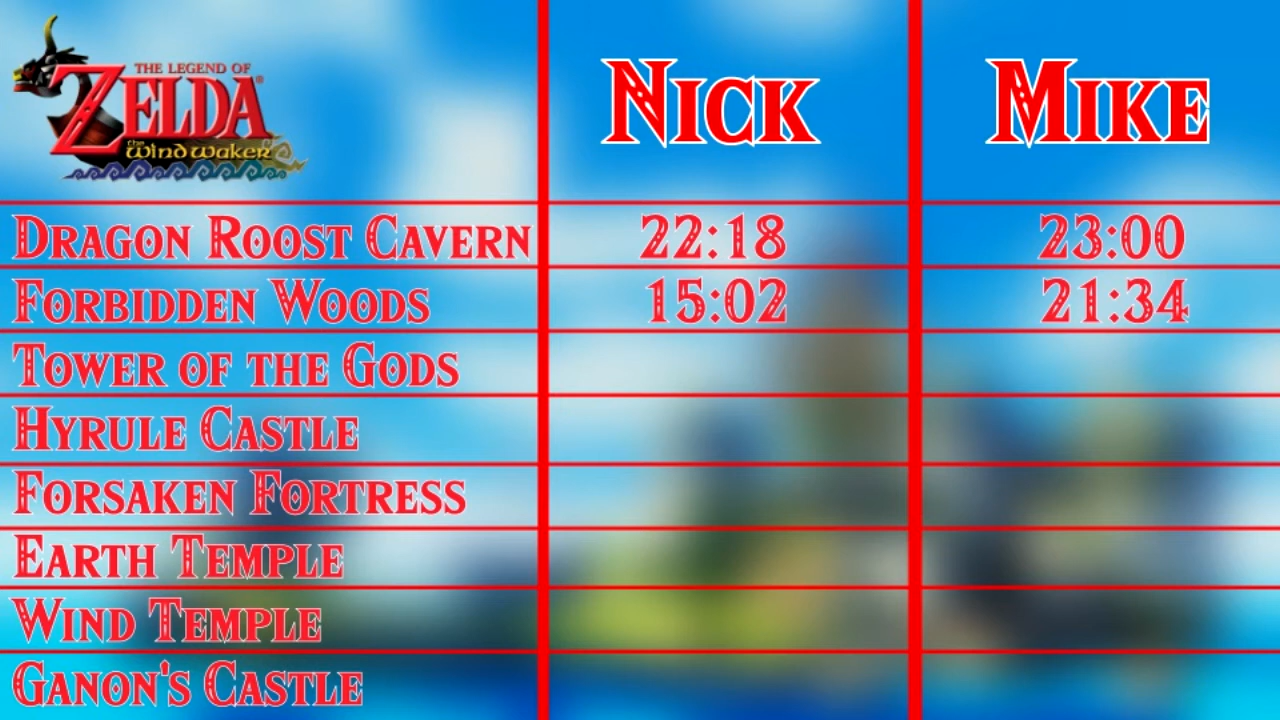 THE LEGEND OF
ZELDA®
the Wind Waker
NICK MIKE
DRAGON ROOST CAVERN 22:18 23:00
FORBIDDEN WOODS 15:02 21:34
TOWER OF THE GODS
HYRULE CASTLE
FORSAKEN FORTRESS
EARTH TEMPLE
WIND TEMPLE
GANON'S CASTLE